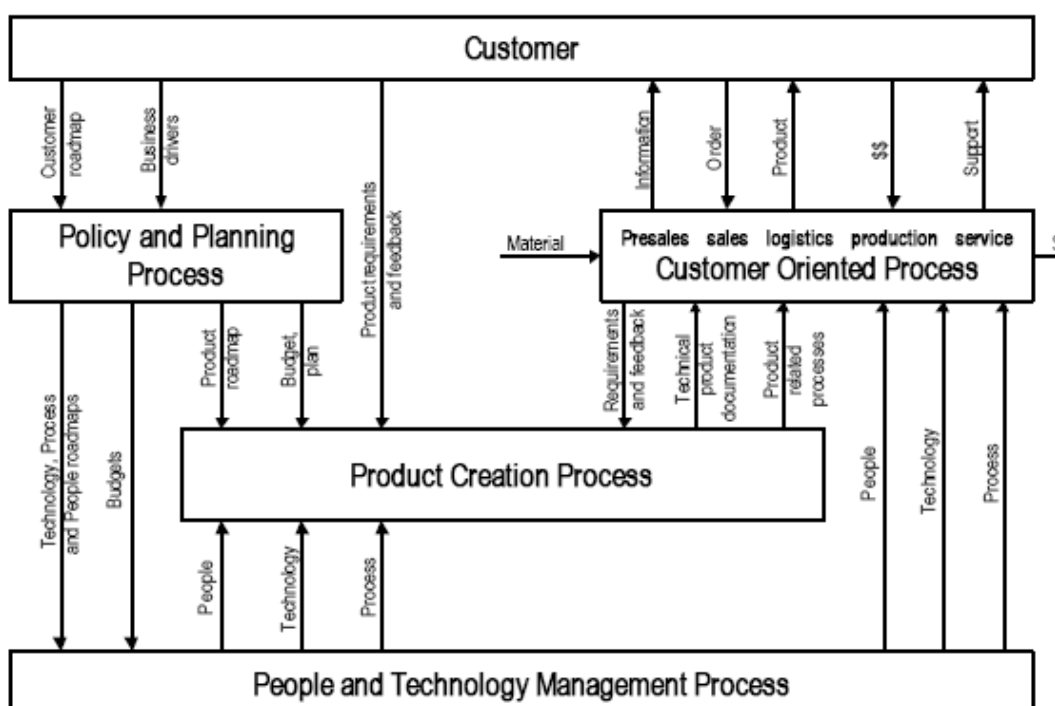 Customer
Customer
roadmap
Business
drivers
Product requirements
and feedback
Information
Order
Product
$$
Support
Policy and Planning
Process
Material
Presales sales logistics production service
Customer Oriented Process
Technology, Process
and People roadmaps
Budgets
Product
roadmap
Budget,
plan
Requirements
and feedback
Technical
product
documentation
Product
related
processes
People
Technology
Process
Product Creation Process
People
Technology
Process
People and Technology Management Process